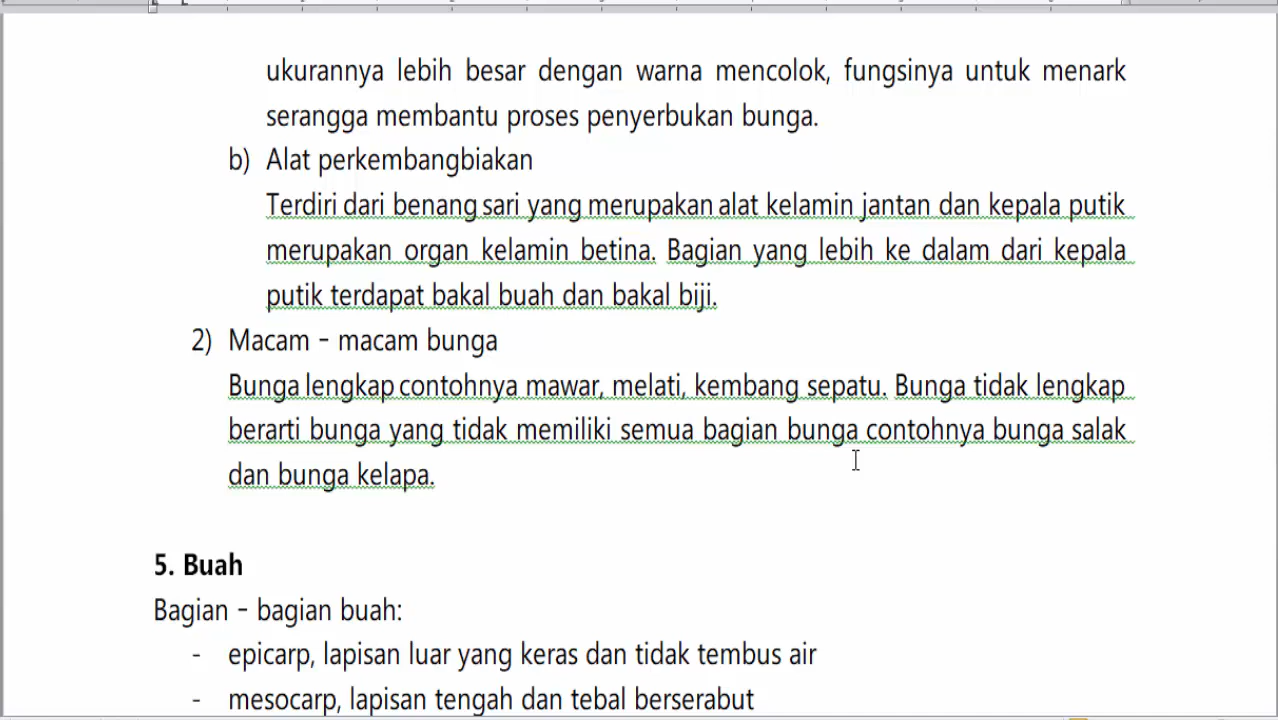 ukurannya lebih besar dengan warna mencolok, fungsinya untuk menark
serangga membantu proses penyerbukan bunga.
b) Alat perkembangbiakan
Terdiri dari benang sari yang merupakan alat kelamin jantan dan kepala putik
merupakan organ kelamin betina. Bagian yang lebih ke dalam dari kepala
putik terdapat bakal buah dan bakal biji.
2) Macam - macam bunga
Bunga lengkap contohnya mawar, melati, kembang sepatu. Bunga tidak lengkap
berarti bunga yang tidak memiliki semua bagian bunga contohnya bunga salak
dan bunga kelapa.
5. Buah
Bagian - bagian buah:
- epicarp, lapisan luar yang keras dan tidak tembus air
- mesocarp, lapisan tengah dan tebal berserabut